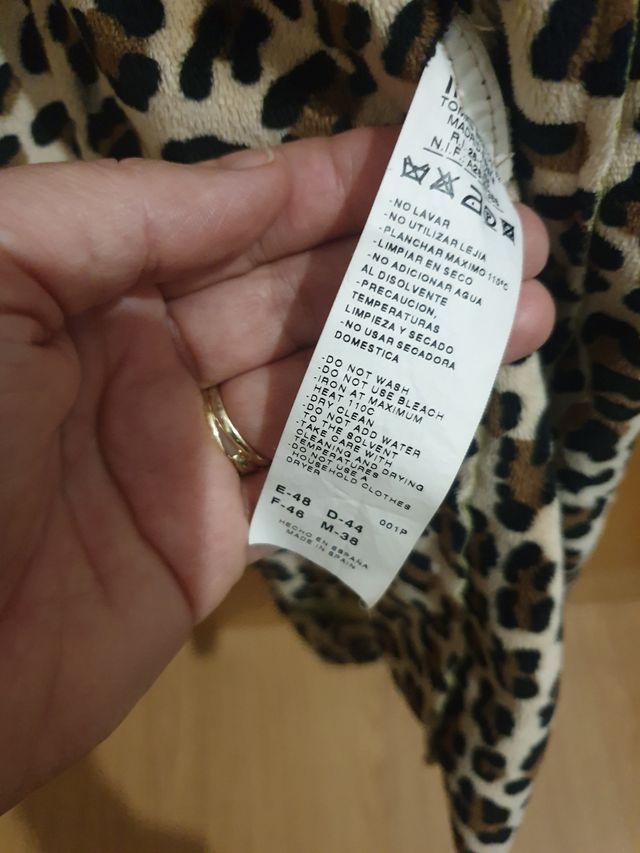 -NO LAVAR
-NO UTILIZAR LEJIA
-PLANCHAR MAXIMO 110ºC
-LIMPIAR EN SECO
-NO ADICIONAR AGUA
AL DISOLVENTE
-PRECAUCION,
TEMPERATURAS
LIMPIEZA Y SECADO
-NO USAR SECADORA
DOMESTICA
-DO NOT WASH
-DO NOT USE BLEACH
-IRON AT MAXIMUM
HEAT 110C
-DRY CLEAN
TO NOT ADD WATER
TO THE SOLVENT
-TAKE CARE WITH
CLEANING AND DRYING
TEMPERATURES
-DO NOT USE A
HOUSEHOLD CLOTHES
DRYER
E-48 D-44 001P
F-46 M-38
HECHO EN ESPAÑA
MADE IN SPAIN